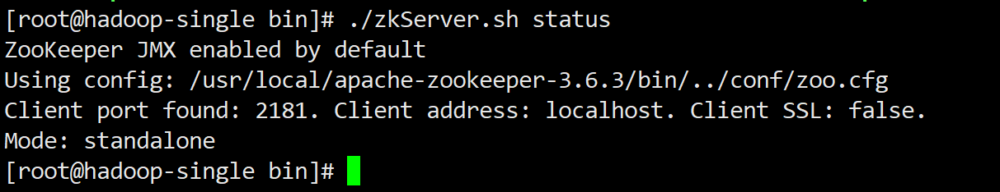 [root@hadoop-single bin]# ./zkServer.sh status
ZooKeeper JMX enabled by default
Using config: /usr/local/apache-zookeeper-3.6.3/bin/../conf/zoo.cfg
Client port found: 2181. Client address: localhost. Client SSL: false.
Mode: standalone
[root@hadoop-single bin]#